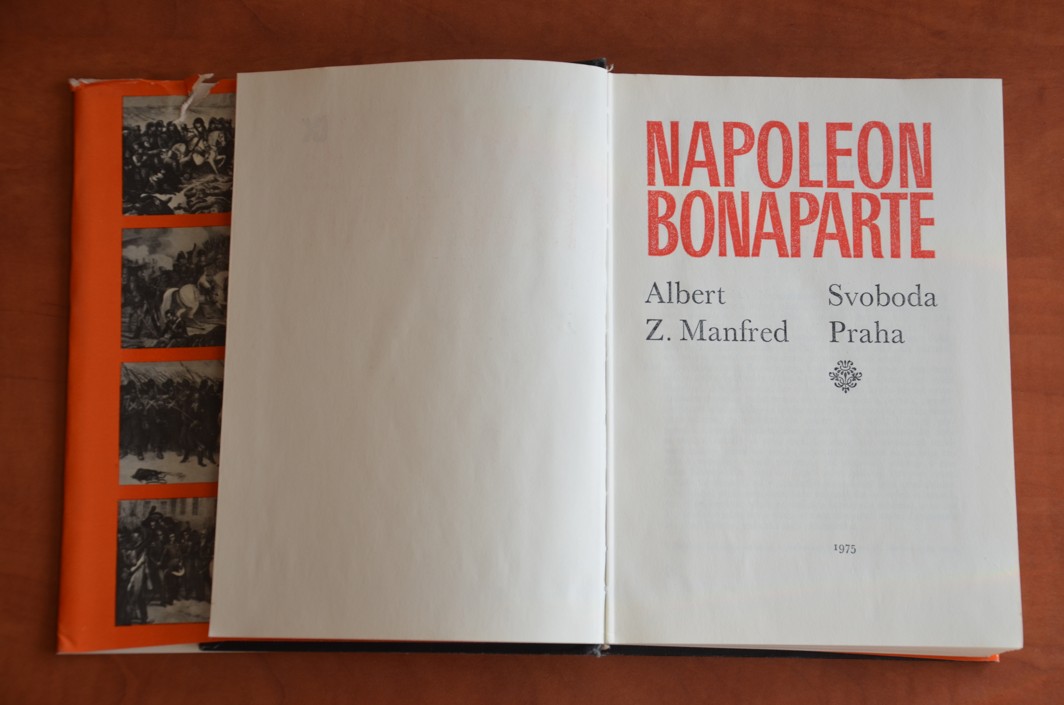 NAPOLEON
BONAPARTE
Albert
Z. Manfred
Svoboda
Praha
1975